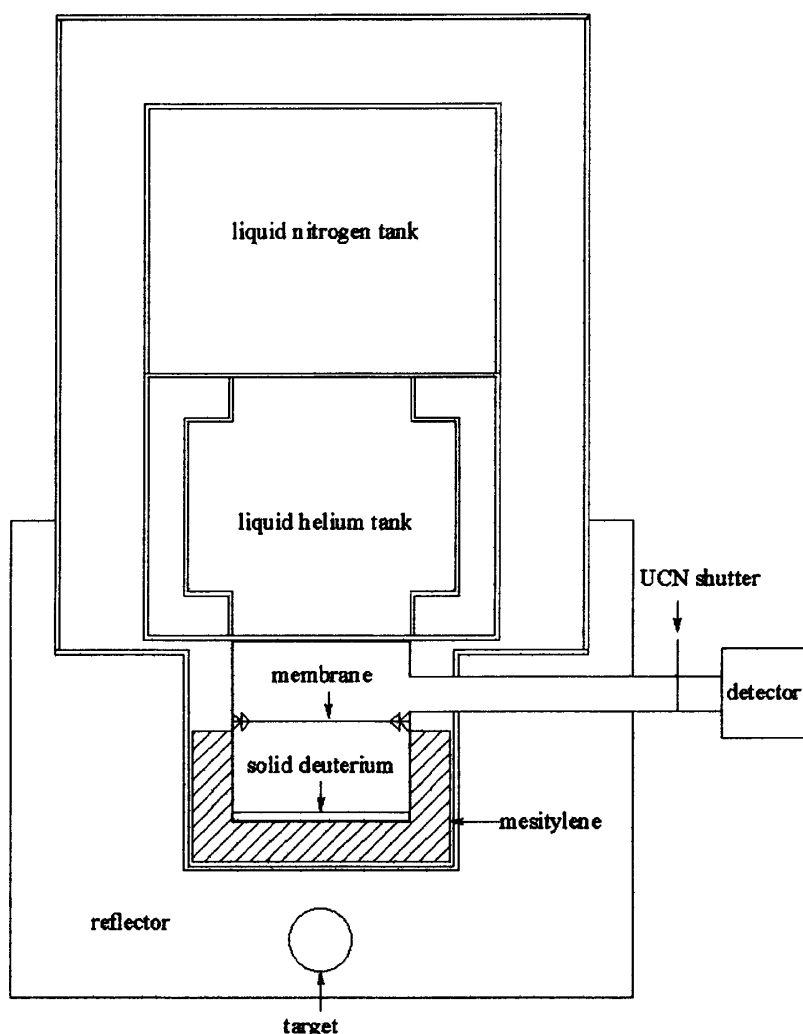 liquid nitrogen tank
liquid helium tank
UCN shutter
membrane
detector
solid deuterium
mesitylene
reflector
target